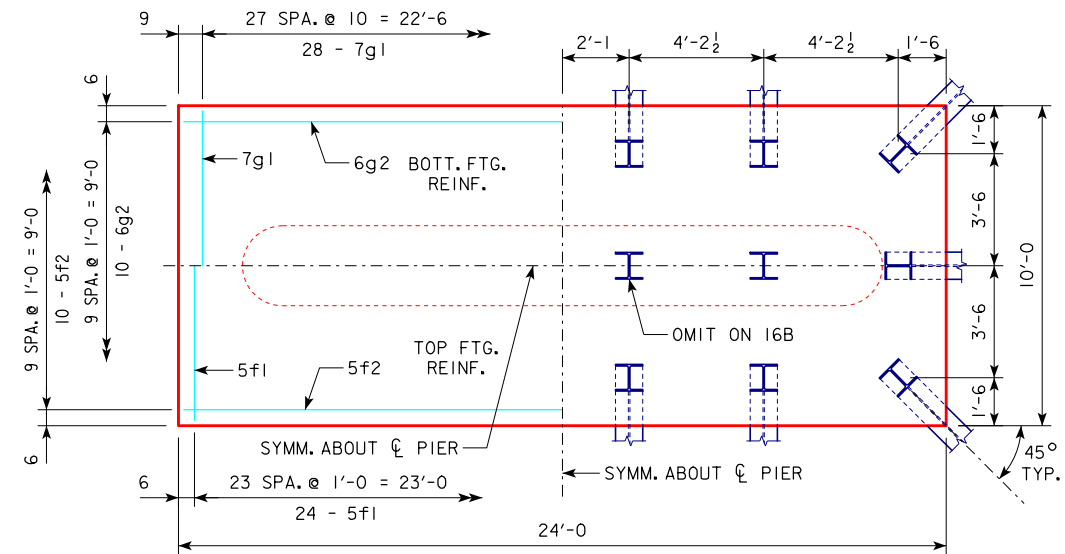 9
27 SPA. @ 10 = 22'-6
28 - 7g1
2'-1
4'-2½
4'-2½
1'-6
6
7g1
6g2
BOTT. FTG.
REINF.
1'-6
3'-6
10'-0
3'-6
1'-6
9 SPA. @ 1'-0 = 9'-0
10 - 5f2
9 SPA. @ 1'-0 = 9'-0
10 - 6g2
OMIT ON 16B
TOP FTG.
REINF.
5f1
5f2
SYMM. ABOUT ℄ PIER
SYMM. ABOUT ℄ PIER
45°
TYP.
6
6
23 SPA. @ 1'-0 = 23'-0
24 - 5f1
24'-0